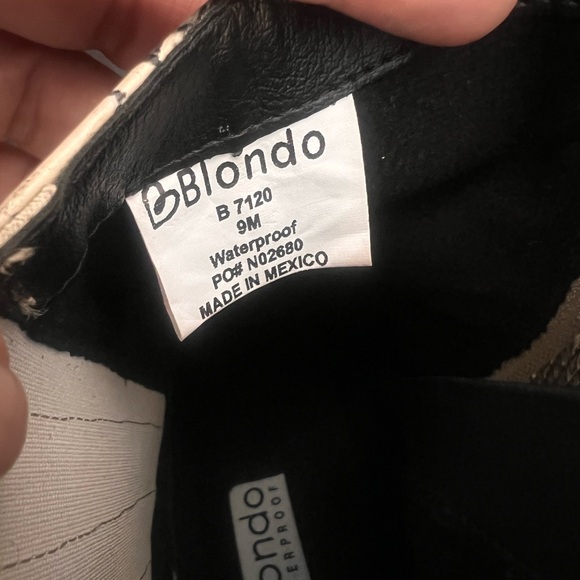 Blondo
B 7120
9M
Waterproof
PO# N02680
MADE IN MEXICO
ondo
ERPROOF